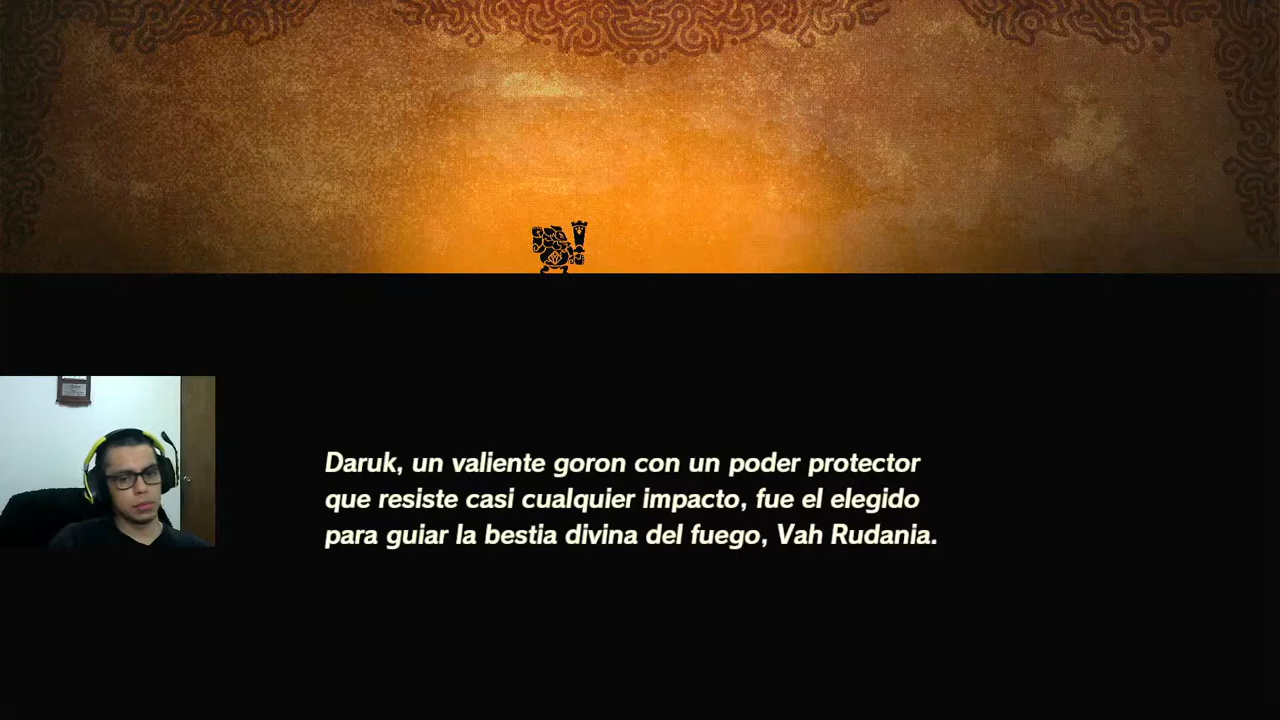 Daruk, un valiente goron con un poder protector
que resiste casi cualquier impacto, fue el elegido
para guiar la bestia divina del fuego, Vah Rudania.